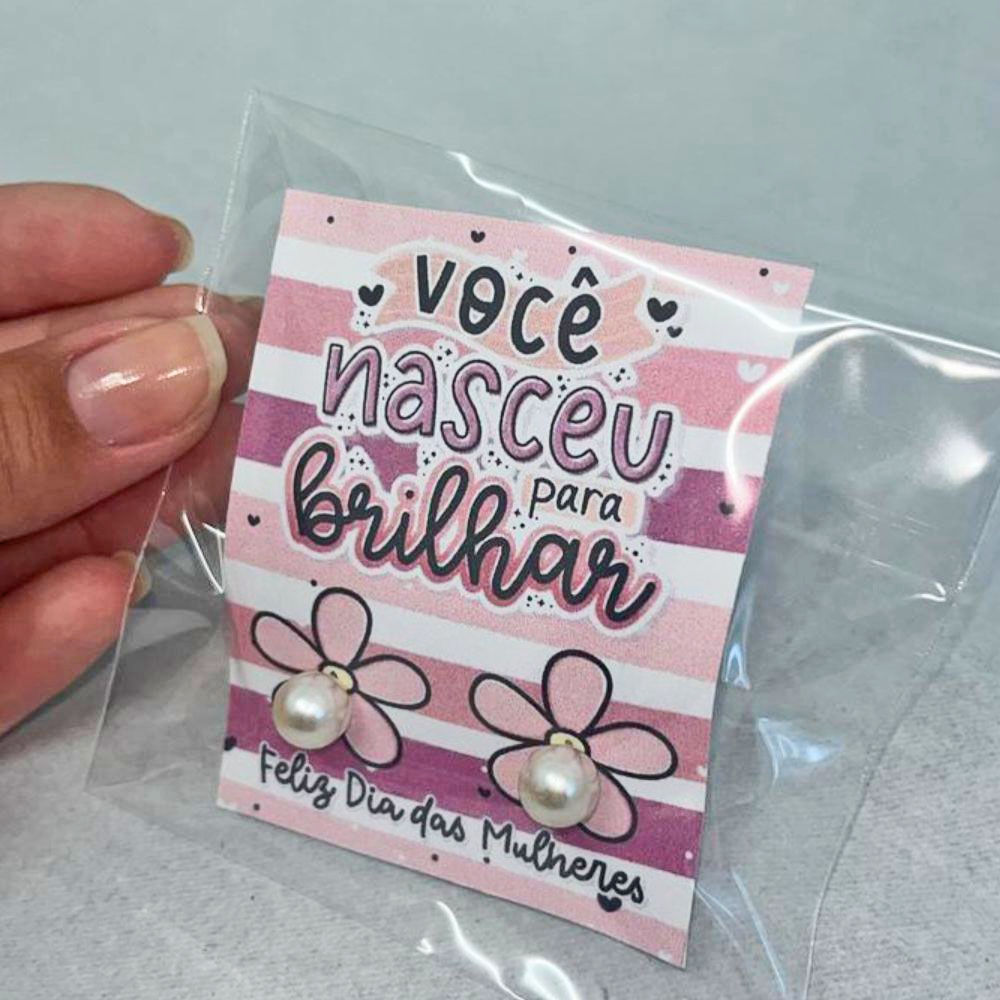 você
nasceu
para
brilhar
Feliz Dia das Mulheres